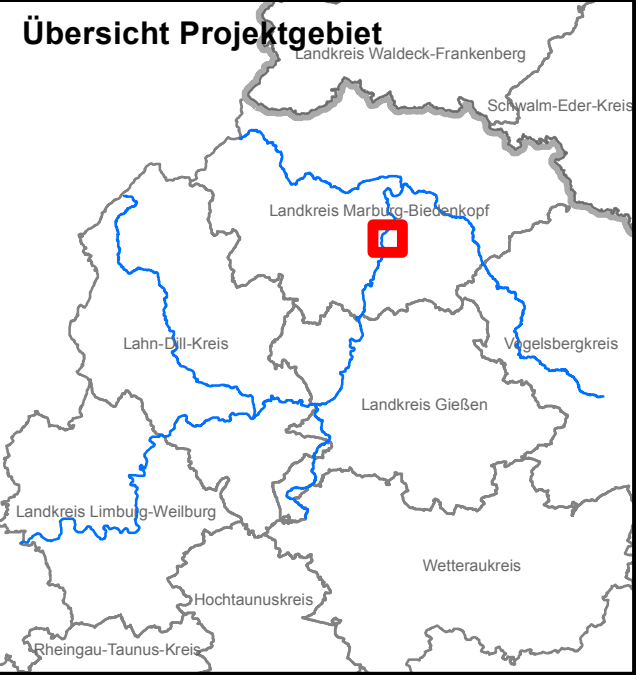 Übersicht Projektgebiet
Landkreis Waldeck-Frankenberg
Schwalm-Eder-Kreis
Landkreis Marburg-Biedenkopf
Lahn-Dill-Kreis
Vogelsbergkreis
Landkreis Gießen
Landkreis Limburg-Weilburg
Wetteraukreis
Hochtaunuskreis
Rheingau-Taunus-Kreis